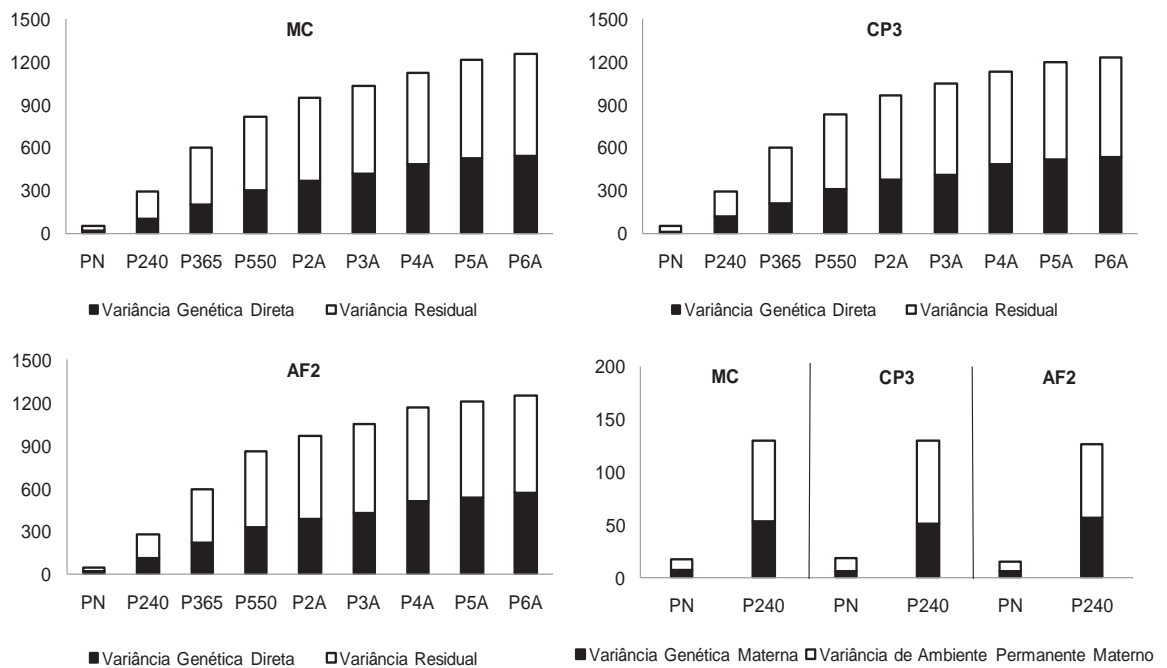 MC
1500
1200
900
600
300
0
PN P240 P365 P550 P2A P3A P4A P5A P6A
Variância Genética Direta Variância Residual
CP3
1500
1200
900
600
300
0
PN P240 P365 P550 P2A P3A P4A P5A P6A
Variância Genética Direta Variância Residual
AF2
1500
1200
900
600
300
0
PN P240 P365 P550 P2A P3A P4A P5A P6A
Variância Genética Direta Variância Residual
MC CP3 AF2
200
150
100
50
0
PN P240 PN P240 PN P240
Variância Genética Materna Variância de Ambiente Permanente Materno